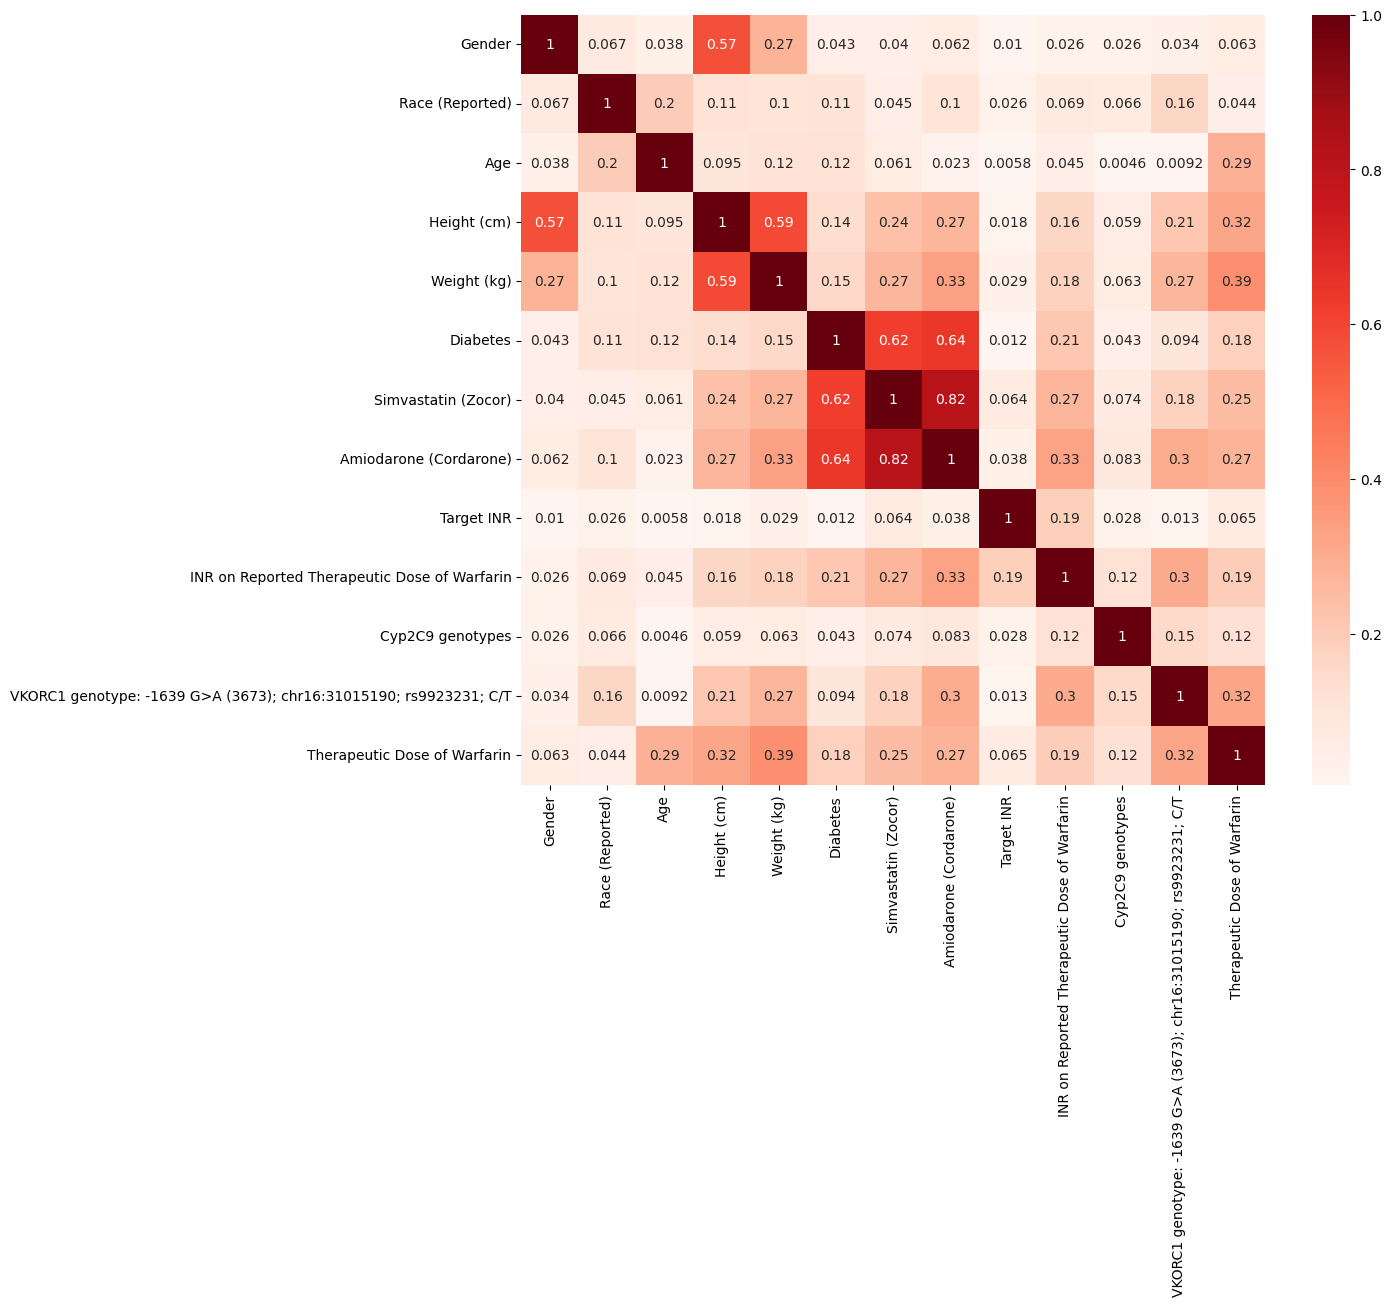 Gender 1 0.067 0.038 0.57 0.27 0.043 0.04 0.062 0.01 0.026 0.026 0.034 0.063
Race (Reported) 0.067 1 0.2 0.11 0.1 0.11 0.045 0.1 0.026 0.069 0.066 0.16 0.044
Age 0.038 0.2 1 0.095 0.12 0.12 0.061 0.023 0.0058 0.045 0.0046 0.0092 0.29
Height (cm) 0.57 0.11 0.095 1 0.59 0.14 0.24 0.27 0.018 0.16 0.059 0.21 0.32
Weight (kg) 0.27 0.1 0.12 0.59 1 0.15 0.27 0.33 0.029 0.18 0.063 0.27 0.39
Diabetes 0.043 0.11 0.12 0.14 0.15 1 0.62 0.64 0.012 0.21 0.043 0.094 0.18
Simvastatin (Zocor) 0.04 0.045 0.061 0.24 0.27 0.62 1 0.82 0.064 0.27 0.074 0.18 0.25
Amiodarone (Cordarone) 0.062 0.1 0.023 0.27 0.33 0.64 0.82 1 0.038 0.33 0.083 0.3 0.27
Target INR 0.01 0.026 0.0058 0.018 0.029 0.012 0.064 0.038 1 0.19 0.028 0.013 0.065
INR on Reported Therapeutic Dose of Warfarin 0.026 0.069 0.045 0.16 0.18 0.21 0.27 0.33 0.19 1 0.12 0.3 0.19
Cyp2C9 genotypes 0.026 0.066 0.0046 0.059 0.063 0.043 0.074 0.083 0.028 0.12 1 0.15 0.12
VKORC1 genotype: -1639 G>A (3673); chr16:31015190; rs9923231; C/T 0.034 0.16 0.0092 0.21 0.27 0.094 0.18 0.3 0.013 0.3 0.15 1 0.32
Therapeutic Dose of Warfarin 0.063 0.044 0.29 0.32 0.39 0.18 0.25 0.27 0.065 0.19 0.12 0.32 1
Gender
Race (Reported)
Age
Height (cm)
Weight (kg)
Diabetes
Simvastatin (Zocor)
Amiodarone (Cordarone)
Target INR
INR on Reported Therapeutic Dose of Warfarin
Cyp2C9 genotypes
VKORC1 genotype: -1639 G>A (3673); chr16:31015190; rs9923231; C/T
Therapeutic Dose of Warfarin
1.0
0.8
0.6
0.4
0.2